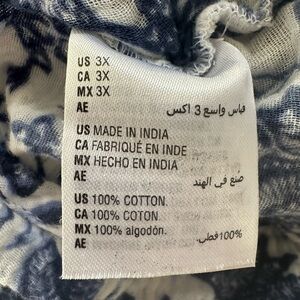 US 3X
CA 3X
MX 3X
AE قياس واسع 3 اكس
US MADE IN INDIA
CA FABRIQUÉ EN INDE
MX HECHO EN INDIA
AE صنع في الهند
US 100% COTTON.
CA 100% COTON.
MX 100% algodón.
AE 100% قطن.